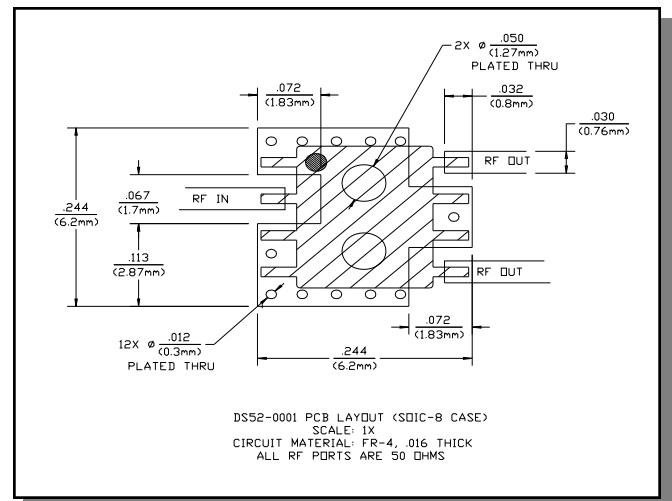 2X ø .050
(1.27mm)
PLATED THRU
.072
(1.83mm)
.032
(0.8mm)
.030
(0.76mm)
RF OUT
.067
(1.7mm)
RF IN
.244
(6.2mm)
.113
(2.87mm)
RF OUT
12X ø .012
(0.3mm)
PLATED THRU
.072
(1.83mm)
.244
(6.2mm)
DS52-0001 PCB LAYOUT (SOIC-8 CASE)
SCALE: 1X
CIRCUIT MATERIAL: FR-4, .016 THICK
ALL RF PORTS ARE 50 OHMS